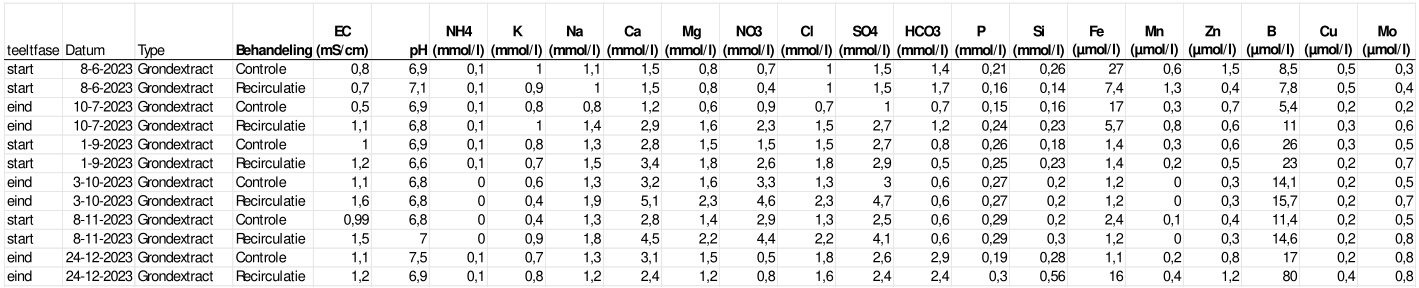 EC NH4 K Na Ca Mg NO3 Cl SO4 HCO3 P Si Fe Mn Zn B Cu Mo
teeltfase Datum Type Behandeling (mS/cm) pH (mmol/l) (mmol/l) (mmol/l) (mmol/l) (mmol/l) (mmol/l) (mmol/l) (mmol/l) (mmol/l) (mmol/l) (mmol/l) (µmol/l) (µmol/l) (µmol/l) (µmol/l) (µmol/l) (µmol/l)
start 8-6-2023 Grondextract Controle 0,8 6,9 0,1 1 1,1 1,5 0,8 0,7 1 1,5 1,4 0,21 0,26 27 0,6 1,5 8,5 0,5 0,3
start 8-6-2023 Grondextract Recirculatie 0,7 7,1 0,1 0,9 1 1,5 0,8 0,4 1 1,5 1,7 0,16 0,14 7,4 1,3 0,4 7,8 0,5 0,4
eind 10-7-2023 Grondextract Controle 0,5 6,9 0,1 0,8 0,8 1,2 0,6 0,9 0,7 1 0,7 0,15 0,16 17 0,3 0,7 5,4 0,2 0,2
eind 10-7-2023 Grondextract Recirculatie 1,1 6,8 0,1 1 1,4 2,9 1,6 2,3 1,5 2,7 1,2 0,24 0,23 5,7 0,8 0,6 11 0,3 0,6
start 1-9-2023 Grondextract Controle 1 6,9 0,1 0,8 1,3 2,8 1,5 1,5 1,5 2,7 0,8 0,26 0,18 1,4 0,3 0,6 26 0,3 0,5
start 1-9-2023 Grondextract Recirculatie 1,2 6,6 0,1 0,7 1,5 3,4 1,8 2,6 1,8 2,9 0,5 0,25 0,23 1,4 0,2 0,5 23 0,2 0,7
eind 3-10-2023 Grondextract Controle 1,1 6,8 0 0,6 1,3 3,2 1,6 3,3 1,3 3 0,6 0,27 0,2 1,2 0 0,3 14,1 0,2 0,5
eind 3-10-2023 Grondextract Recirculatie 1,6 6,8 0 0,4 1,9 5,1 2,3 4,6 2,3 4,7 0,6 0,27 0,2 1,2 0 0,3 15,7 0,2 0,7
start 8-11-2023 Grondextract Controle 0,99 6,8 0 0,4 1,3 2,8 1,4 2,9 1,3 2,5 0,6 0,29 0,2 2,4 0,1 0,4 11,4 0,2 0,5
start 8-11-2023 Grondextract Recirculatie 1,5 7 0 0,9 1,8 4,5 2,2 4,4 2,2 4,1 0,6 0,29 0,3 1,2 0 0,3 14,6 0,2 0,8
eind 24-12-2023 Grondextract Controle 1,1 7,5 0,1 0,7 1,3 3,1 1,5 0,5 1,8 2,6 2,9 0,19 0,28 1,1 0,2 0,8 17 0,2 0,8
eind 24-12-2023 Grondextract Recirculatie 1,2 6,9 0,1 0,8 1,2 2,4 1,2 0,8 1,6 2,4 2,4 0,3 0,56 16 0,4 1,2 80 0,4 0,8